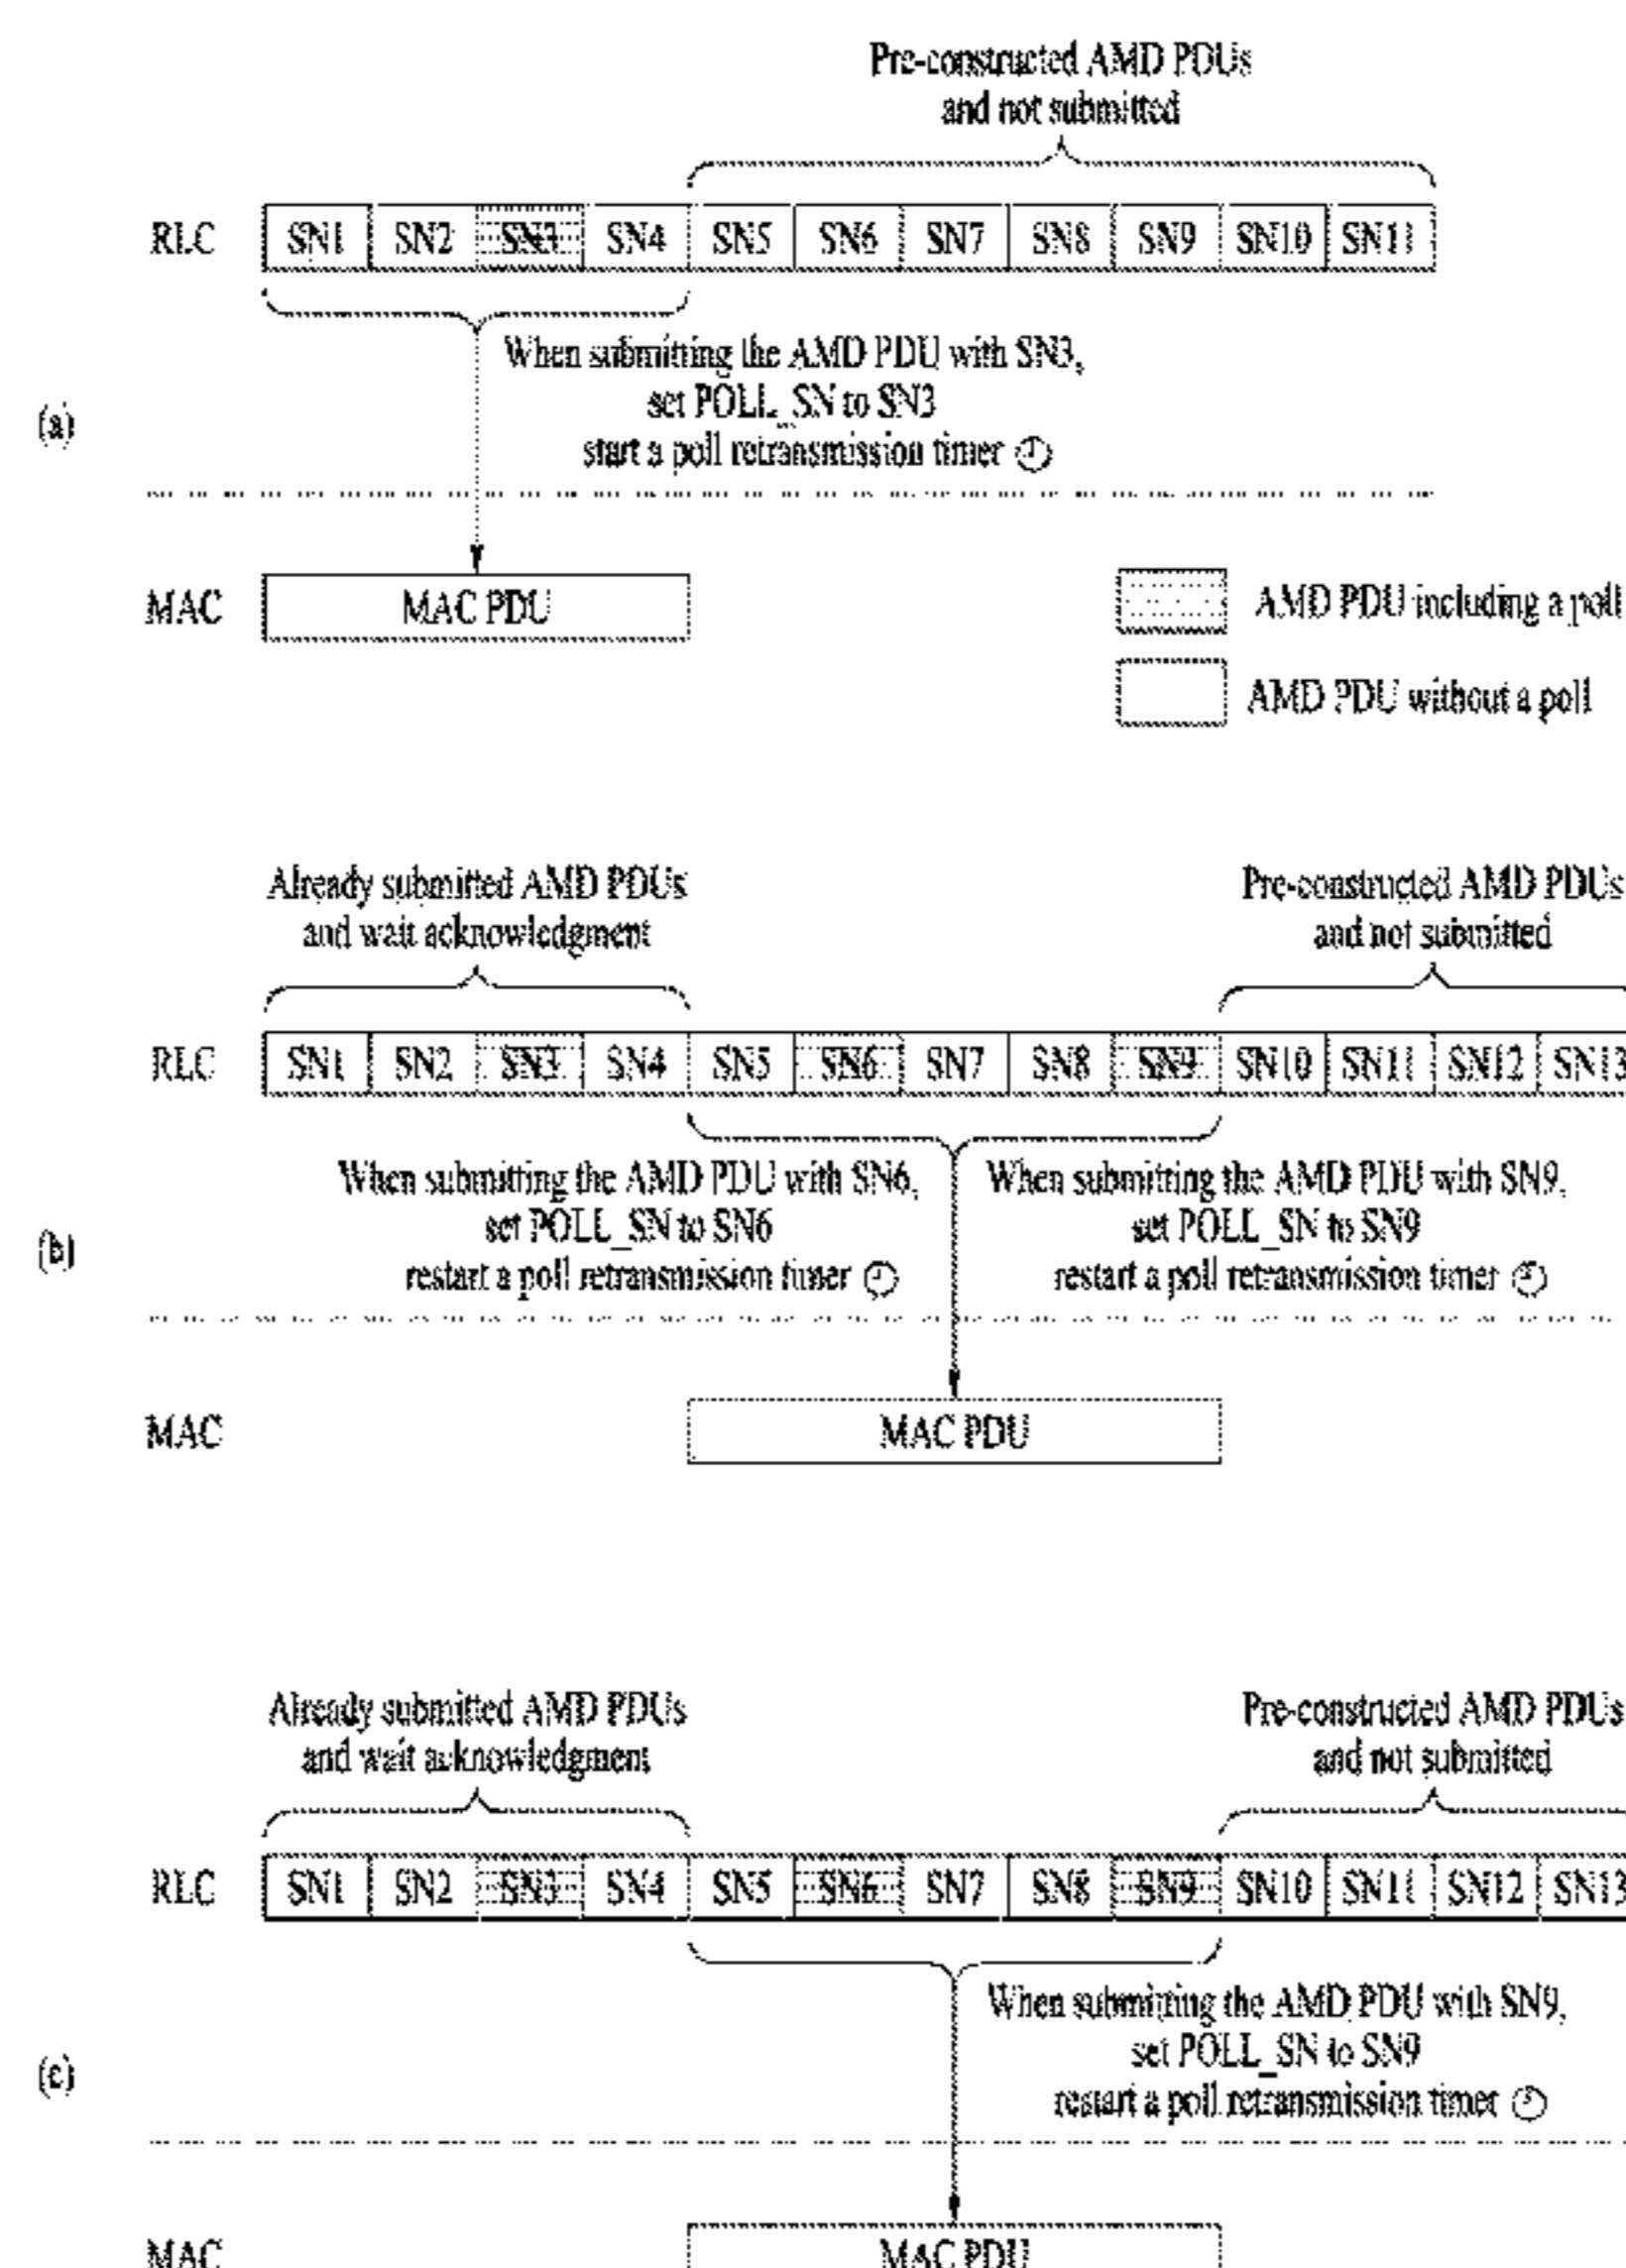 Pre-constructed AMD PDUs
and not submitted
RLC SN1 SN2 SN3 SN4 SN5 SN6 SN7 SN8 SN9 SN10 SN11
When submitting the AMD PDU with SN3,
set POLL_SN to SN3
(a)
start a poll retransmission timer
MAC MAC PDU
AMD PDU including a poll
AMD PDU without a poll
Already submitted AMD PDUs
and wait acknowledgment
Pre-constructed AMD PDUs
and not submitted
RLC SN1 SN2 SN3 SN4 SN5 SN6 SN7 SN8 SN9 SN10 SN11 SN12 SN13
When submitting the AMD PDU with SN6,
set POLL_SN to SN6
restart a poll retransmission timer
When submitting the AMD PDU with SN9,
set POLL_SN to SN9
restart a poll retransmission timer
(b)
MAC MAC PDU
Already submitted AMD PDUs
and wait acknowledgment
Pre-constructed AMD PDUs
and not submitted
RLC SN1 SN2 SN3 SN4 SN5 SN6 SN7 SN8 SN9 SN10 SN11 SN12 SN13
When submitting the AMD PDU with SN9,
set POLL_SN to SN9
(c)
restart a poll retransmission timer
MAC MAC PDU